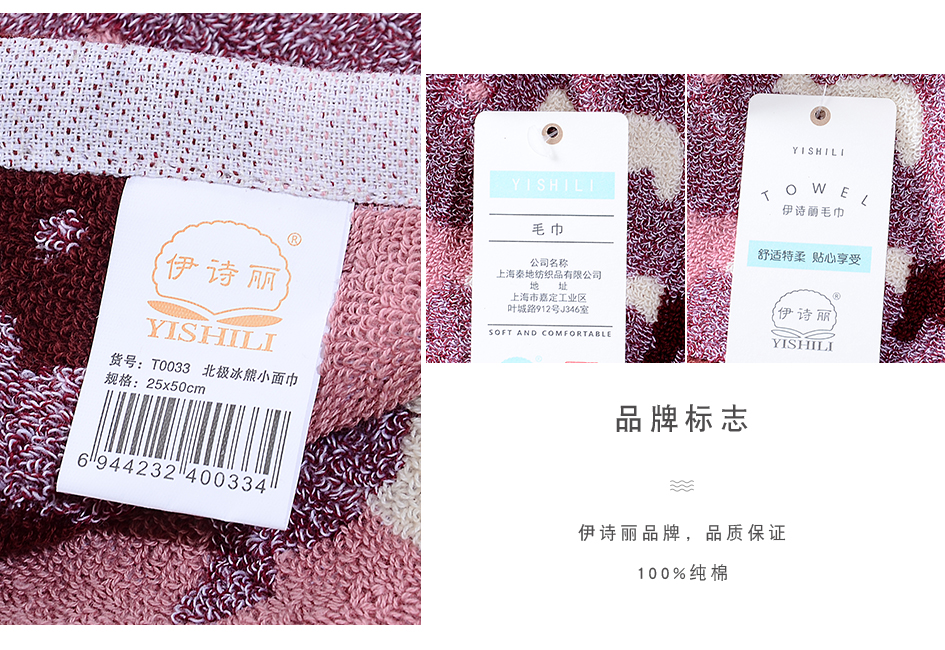 伊诗丽
®
YISHILI
货号：T0033 北极冰熊小面巾
规格：25x50cm
6 944232 400334
YISHILI
毛巾
公司名称
上海秦地纺织品有限公司
地 址
上海市嘉定工业区
叶城路912号J346室
SOFT AND COMFORTABLE
YISHILI
TOWEL
伊诗丽毛巾
舒适特柔 贴心享受
伊诗丽
®
YISHILI
品牌标志
伊诗丽品牌，品质保证
100%纯棉